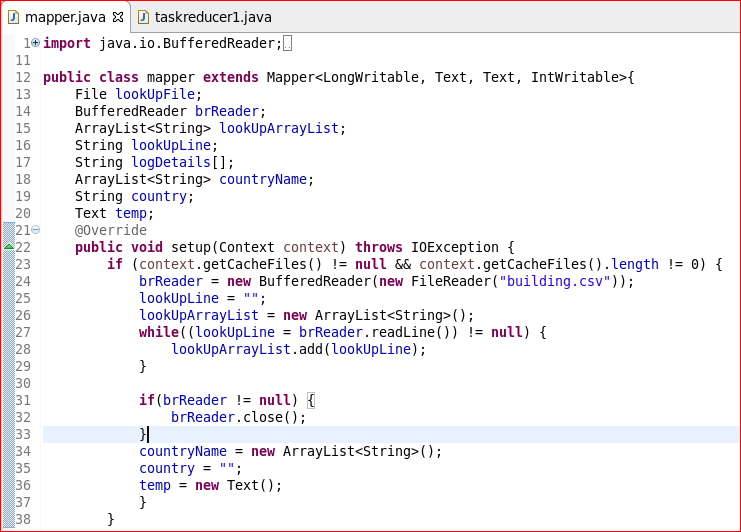 mapper.java taskreducer1.java
1 import java.io.BufferedReader;
11
12 public class mapper extends Mapper<LongWritable, Text, Text, IntWritable>{
13     File lookUpFile;
14     BufferedReader brReader;
15     ArrayList<String> lookUpArrayList;
16     String lookUpLine;
17     String logDetails[];
18     ArrayList<String> countryName;
19     String country;
20     Text temp;
21     @Override
22     public void setup(Context context) throws IOException {
23         if (context.getCacheFiles() != null && context.getCacheFiles().length != 0) {
24             brReader = new BufferedReader(new FileReader("building.csv"));
25             lookUpLine = "";
26             lookUpArrayList = new ArrayList<String>();
27             while((lookUpLine = brReader.readLine()) != null) {
28                 lookUpArrayList.add(lookUpLine);
29             }
30
31             if(brReader != null) {
32                 brReader.close();
33             }
34             countryName = new ArrayList<String>();
35             country = "";
36             temp = new Text();
37             }
38         }